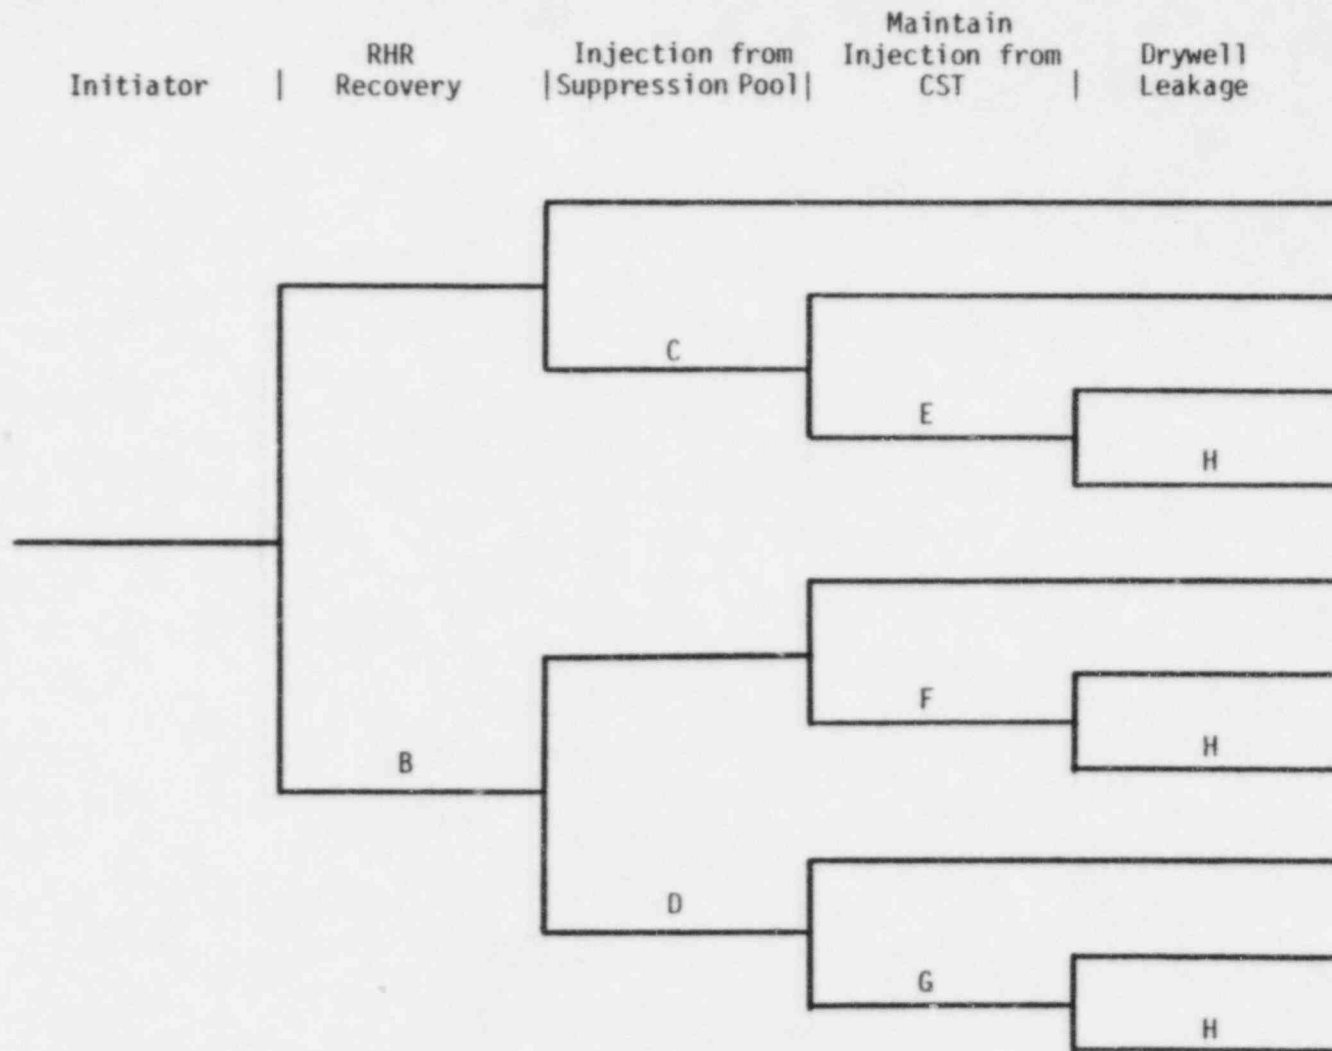 Maintain
RHR Injection from Injection from Drywell
Initiator | Recovery |Suppression Pool| CST | Leakage
C
E
H
F
B
H
D
G
H